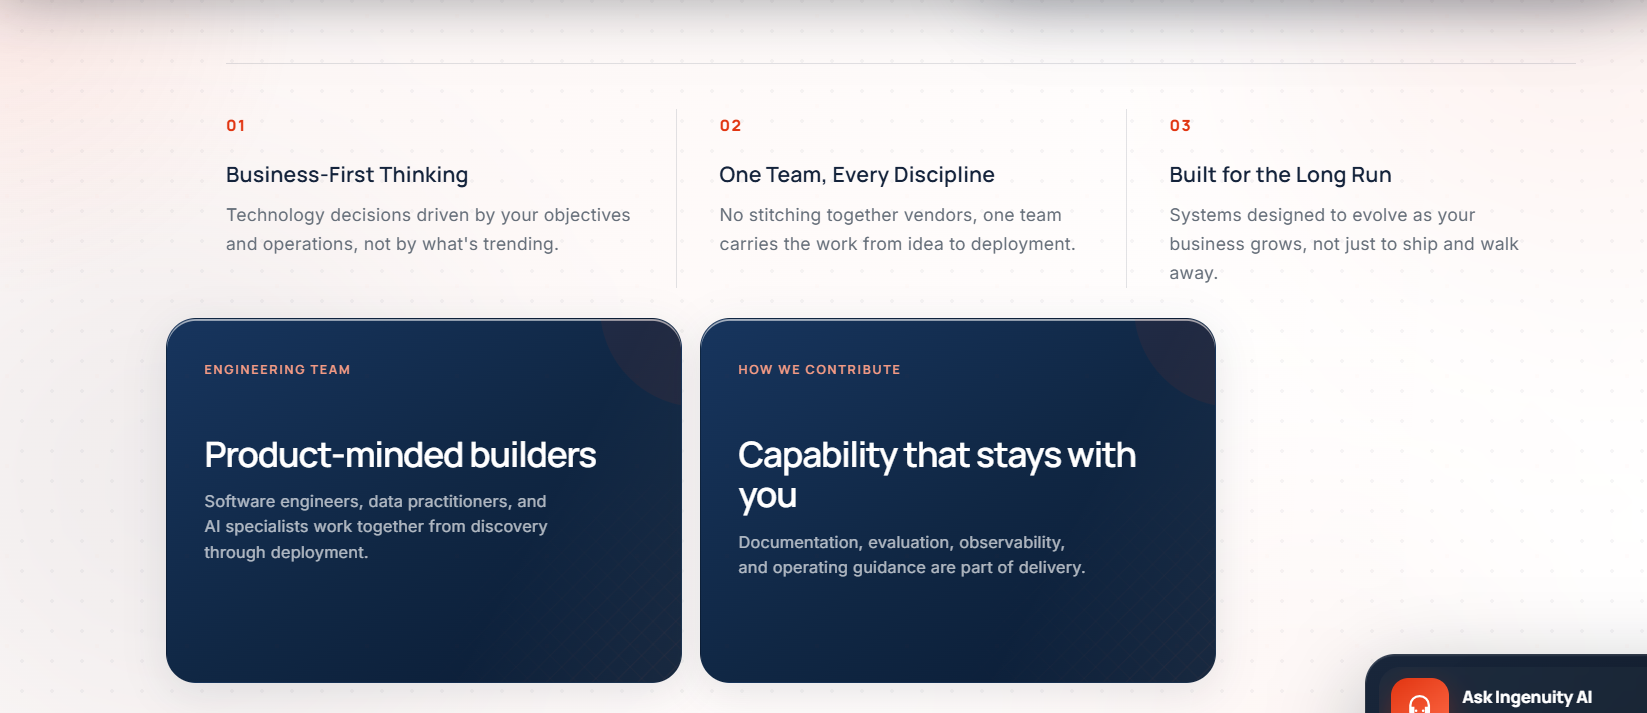 01
Business-First Thinking
Technology decisions driven by your objectives
and operations, not by what's trending.
02
One Team, Every Discipline
No stitching together vendors, one team
carries the work from idea to deployment.
03
Built for the Long Run
Systems designed to evolve as your
business grows, not just to ship and walk
away.
ENGINEERING TEAM
Product-minded builders
Software engineers, data practitioners, and
AI specialists work together from discovery
through deployment.
HOW WE CONTRIBUTE
Capability that stays with
you
Documentation, evaluation, observability,
and operating guidance are part of delivery.
Ask Ingenuity AI